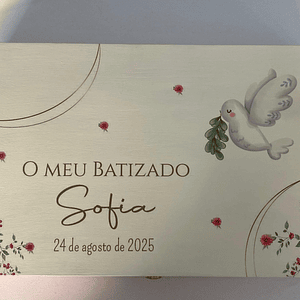 O MEU BATIZADO
Sofia
24 de agosto de 2025